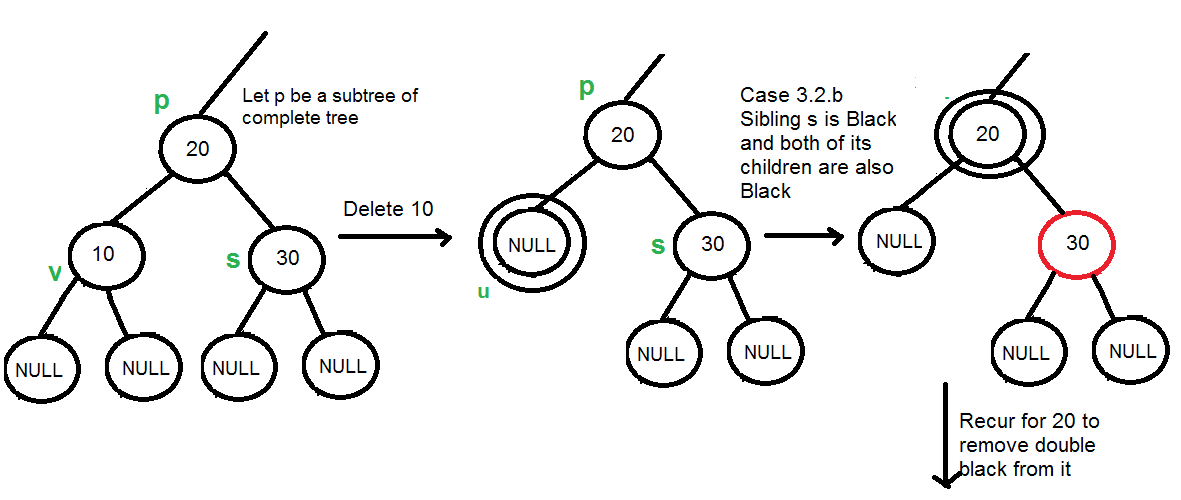 p
Let p be a subtree of
complete tree
20
10
v
s
30
NULL
NULL
NULL
NULL
Delete 10
p
20
NULL
u
s
30
NULL
NULL
Case 3.2.b
Sibling s is Black
and both of its
children are also
Black
20
NULL
30
NULL
NULL
Recur for 20 to
remove double
black from it